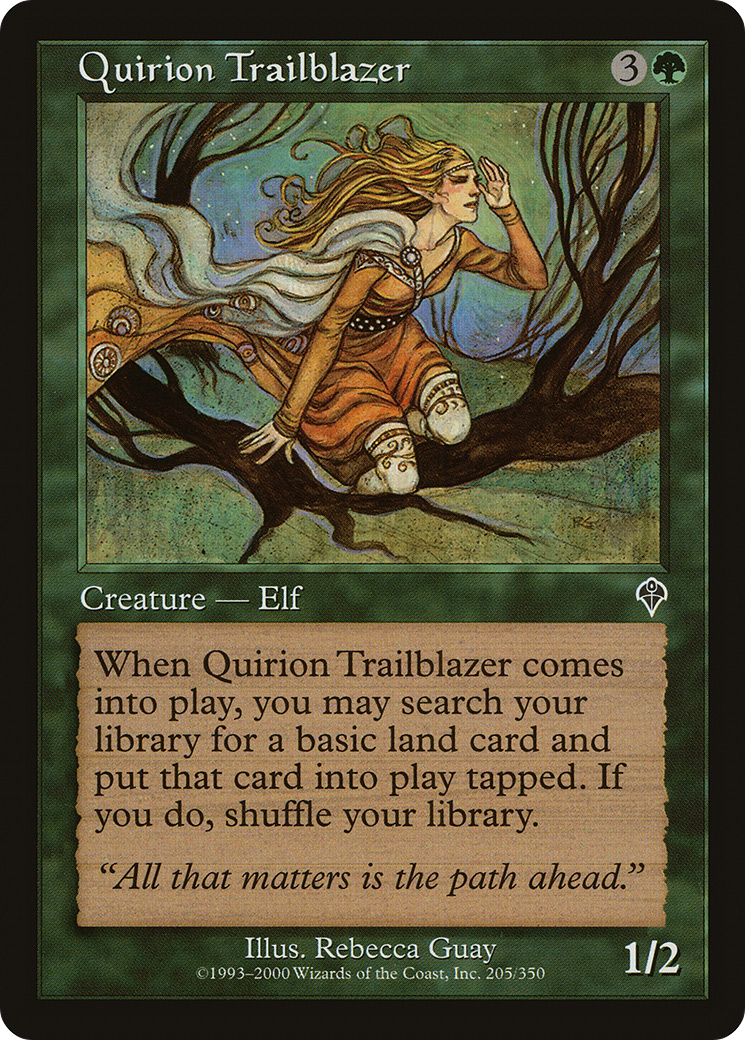 Quirion Trailblazer 3
RG
Creature — Elf
When Quirion Trailblazer comes
into play, you may search your
library for a basic land card and
put that card into play tapped. If
you do, shuffle your library.
“All that matters is the path ahead.”
Illus. Rebecca Guay
©1993–2000 Wizards of the Coast, Inc. 205/350
1/2